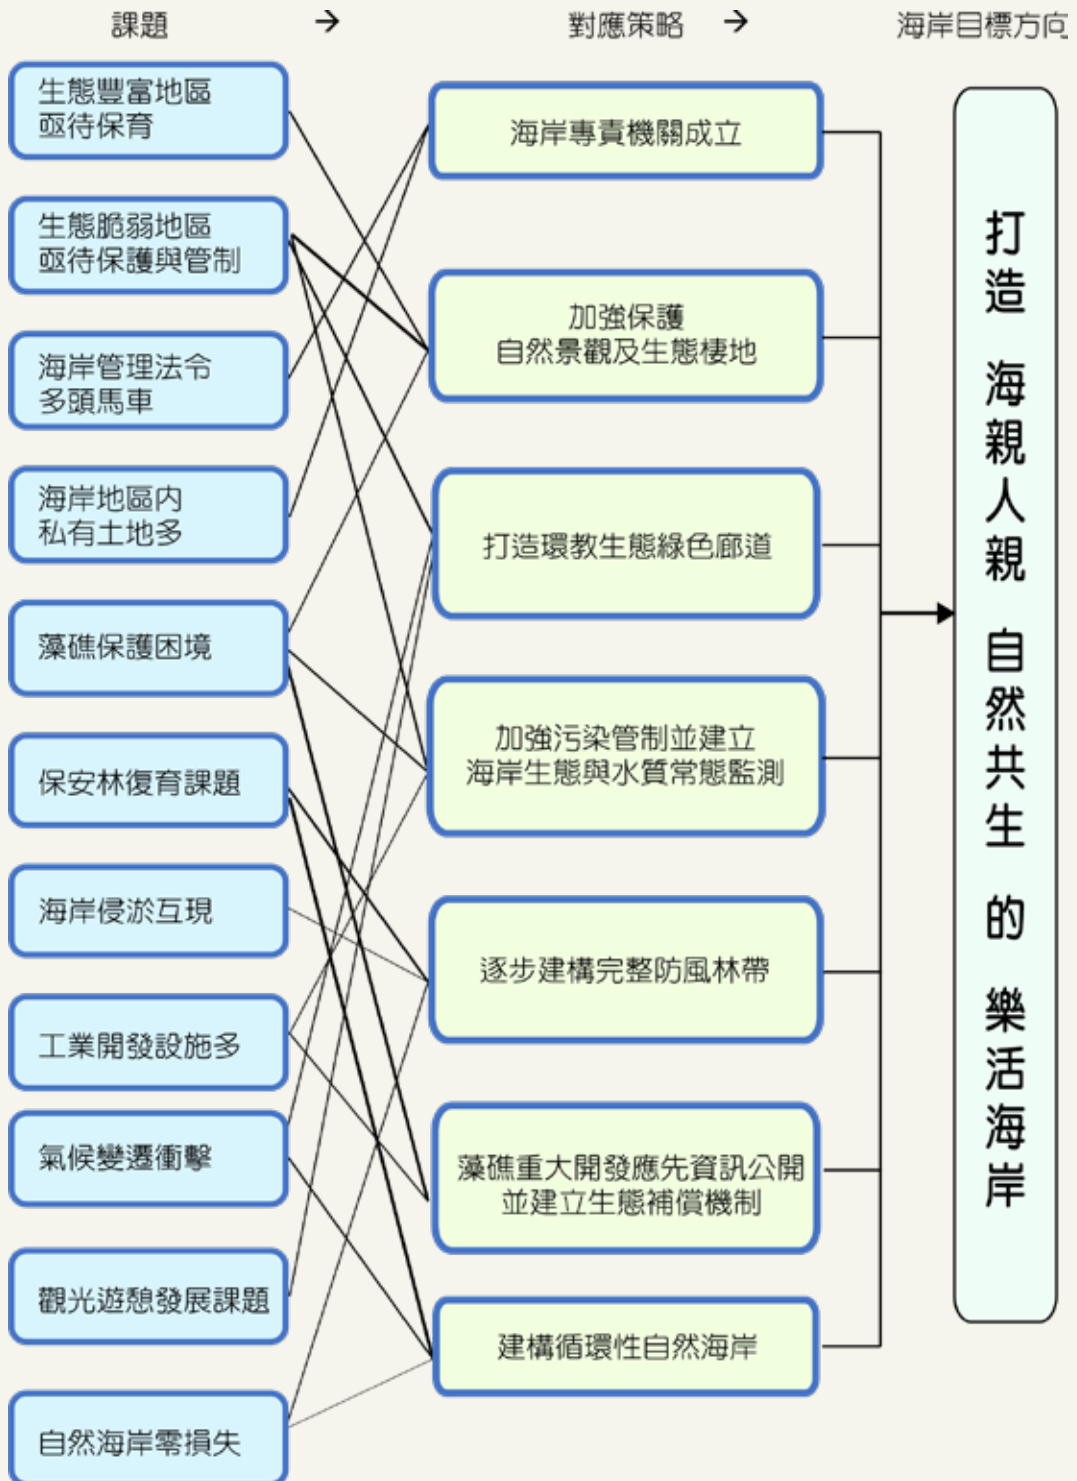 課題 → 對應策略 → 海岸目標方向
生態豐富地區
亟待保育
生態脆弱地區
亟待保護與管制
海岸管理法令
多頭馬車
海岸地區內
私有土地多
藻礁保護困境
保安林復育課題
海岸侵淤互現
工業開發設施多
氣候變遷衝擊
觀光遊憩發展課題
自然海岸零損失
海岸專責機關成立
加強保護
自然景觀及生態棲地
打造環教生態綠色廊道
加強污染管制並建立
海岸生態與水質常態監測
逐步建構完整防風林帶
藻礁重大開發應先資訊公開
並建立生態補償機制
建構循環性自然海岸
打造 海親人親 自然共生 的 樂活海岸